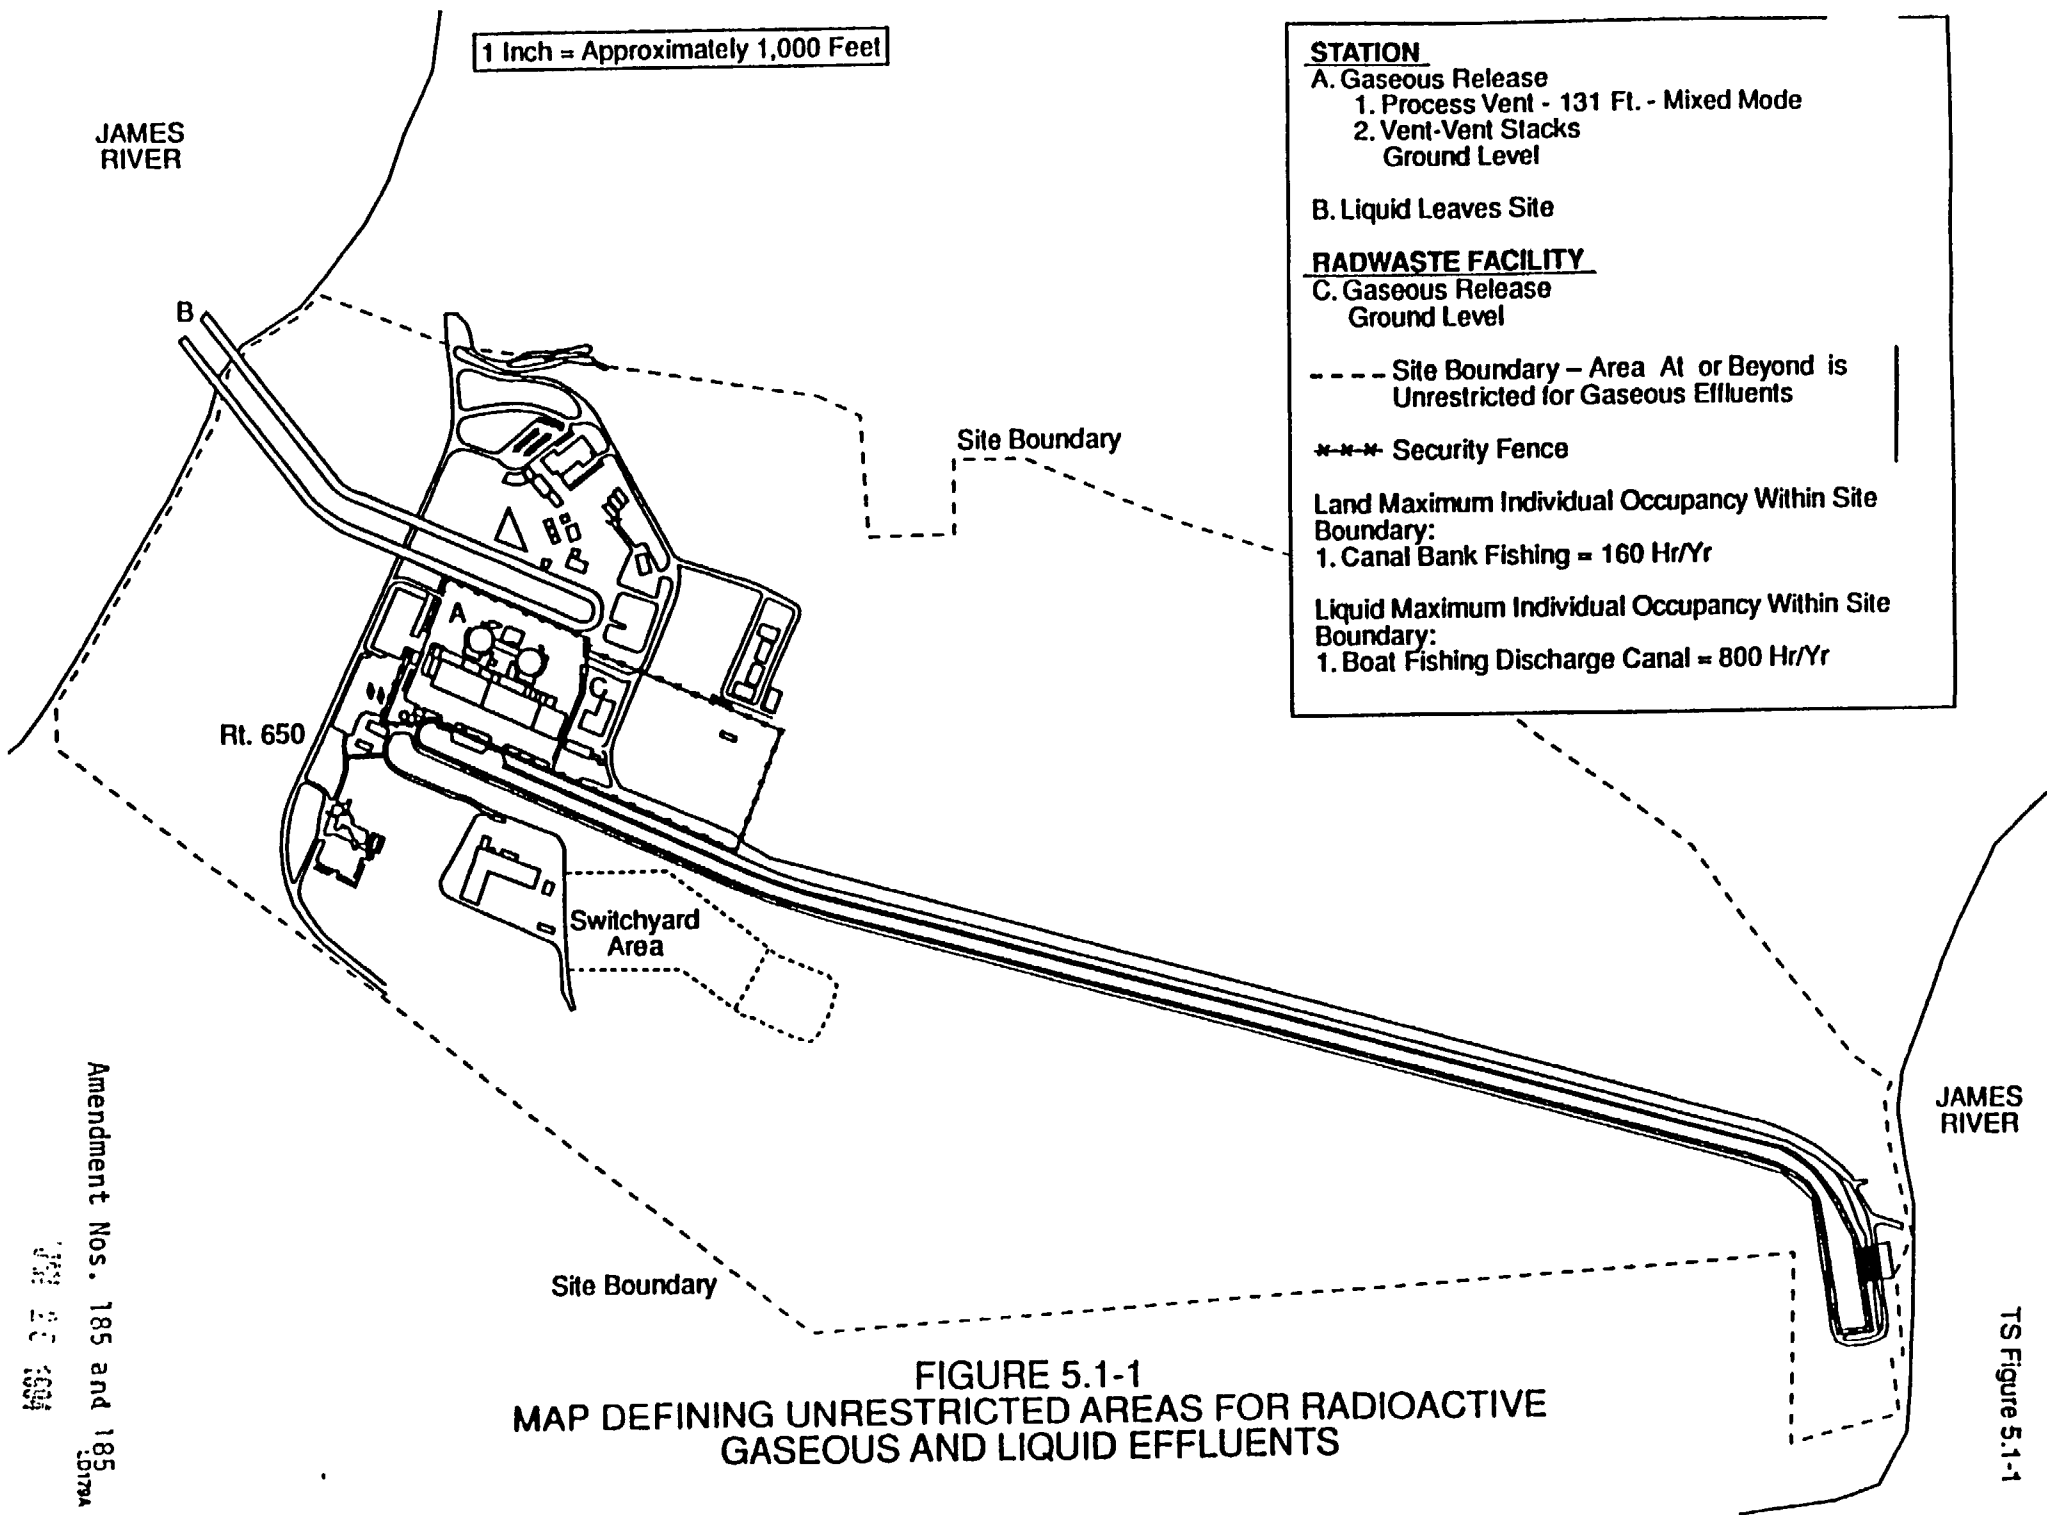 1 Inch = Approximately 1,000 Feet
JAMES
RIVER
STATION
A. Gaseous Release
1. Process Vent - 131 Ft. - Mixed Mode
2. Vent-Vent Stacks
Ground Level
B. Liquid Leaves Site
RADWASTE FACILITY
C. Gaseous Release
Ground Level
Site Boundary – Area At or Beyond is
Unrestricted for Gaseous Effluents
Security Fence
Land Maximum Individual Occupancy Within Site
Boundary:
1. Canal Bank Fishing = 160 Hr/Yr
Liquid Maximum Individual Occupancy Within Site
Boundary:
1. Boat Fishing Discharge Canal = 800 Hr/Yr
B
Site Boundary
A
C
Rt. 650
Switchyard
Area
JAMES
RIVER
Site Boundary
FIGURE 5.1-1
MAP DEFINING UNRESTRICTED AREAS FOR RADIOACTIVE
GASEOUS AND LIQUID EFFLUENTS
Amendment Nos. 185 and 185
TS Figure 5.1-1